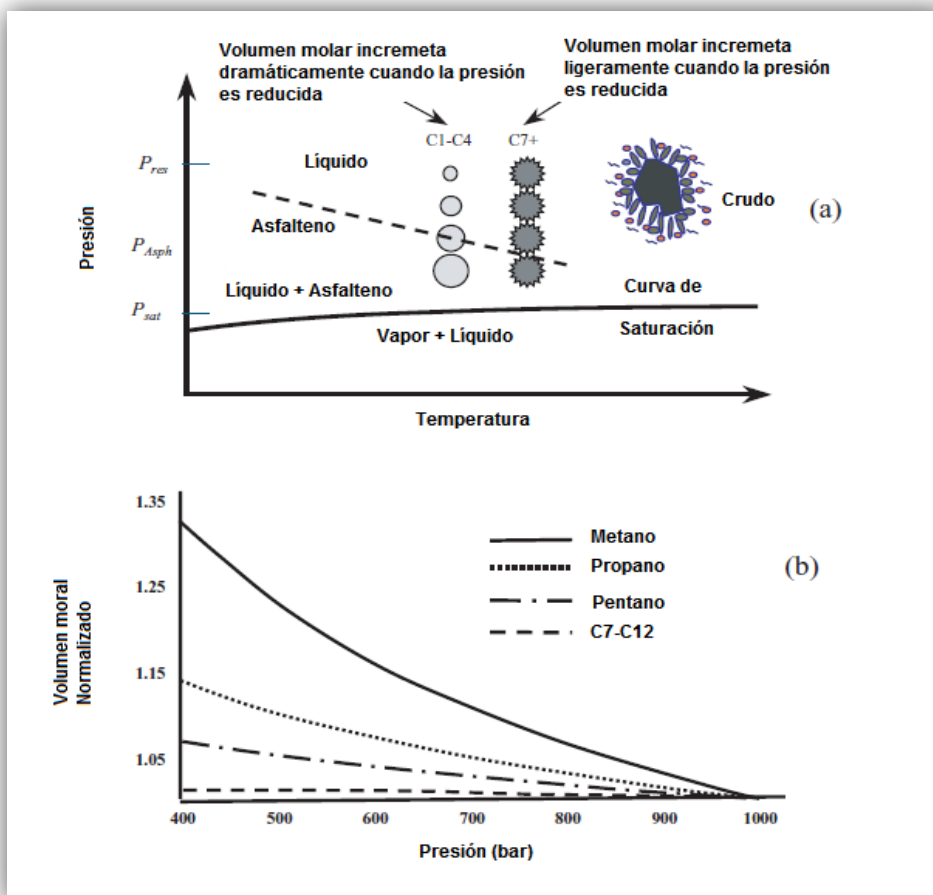 Volumen molar incremeta
dramáticamente cuando la presión
es reducida
Volumen molar incremeta
ligeramente cuando la presión
es reducida
C1-C4
C7+
P_res
Líquido
Crudo
(a)
Presión
Asfalteno
P_Asph
Líquido + Asfalteno
Curva de
P_sat
Saturación
Vapor + Líquido
Temperatura
1.35
Metano
(b)
Propano
1.25
Pentano
C7-C12
Volumen moral
Normalizado
1.15
1.05
400 500 600 700 800 900 1000
Presión (bar)